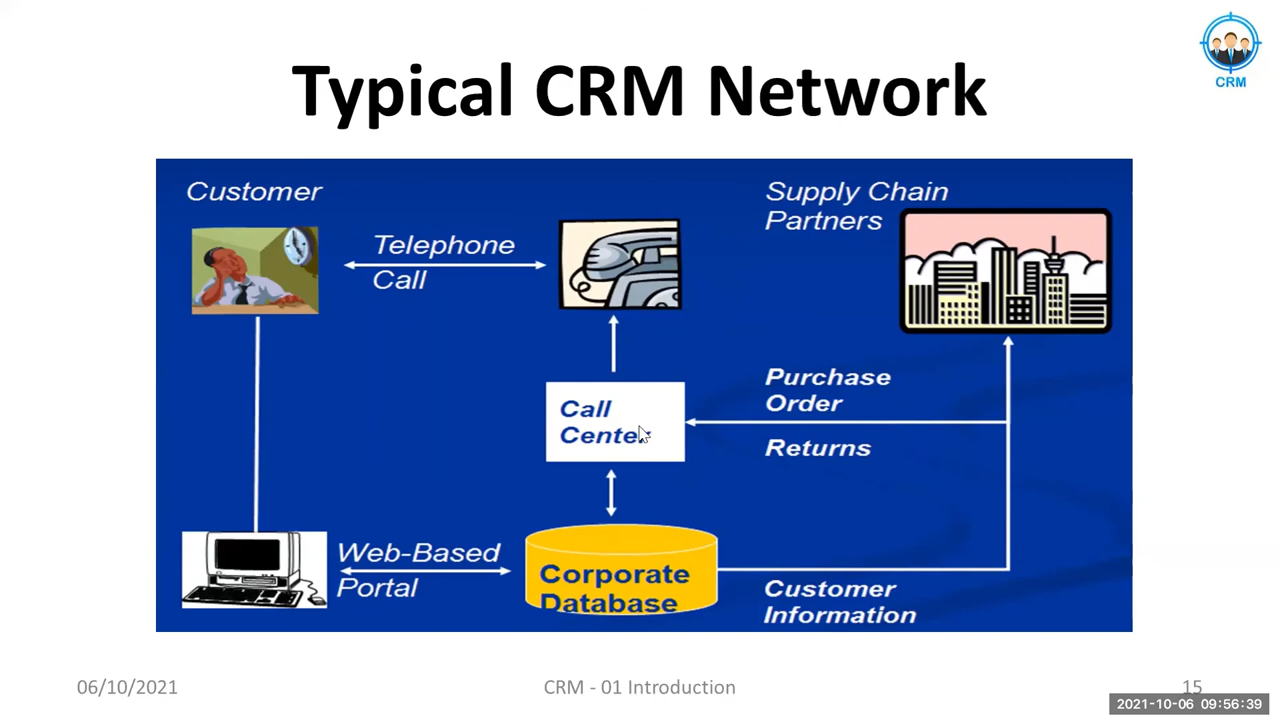 CRM
Typical CRM Network
Customer
Supply Chain
Partners
Telephone
Call
Purchase
Order
Call
Center
Returns
Web-Based
Portal
Corporate
Database
Customer
Information
06/10/2021
CRM - 01 Introduction
15
2021-10-06 09:56:39